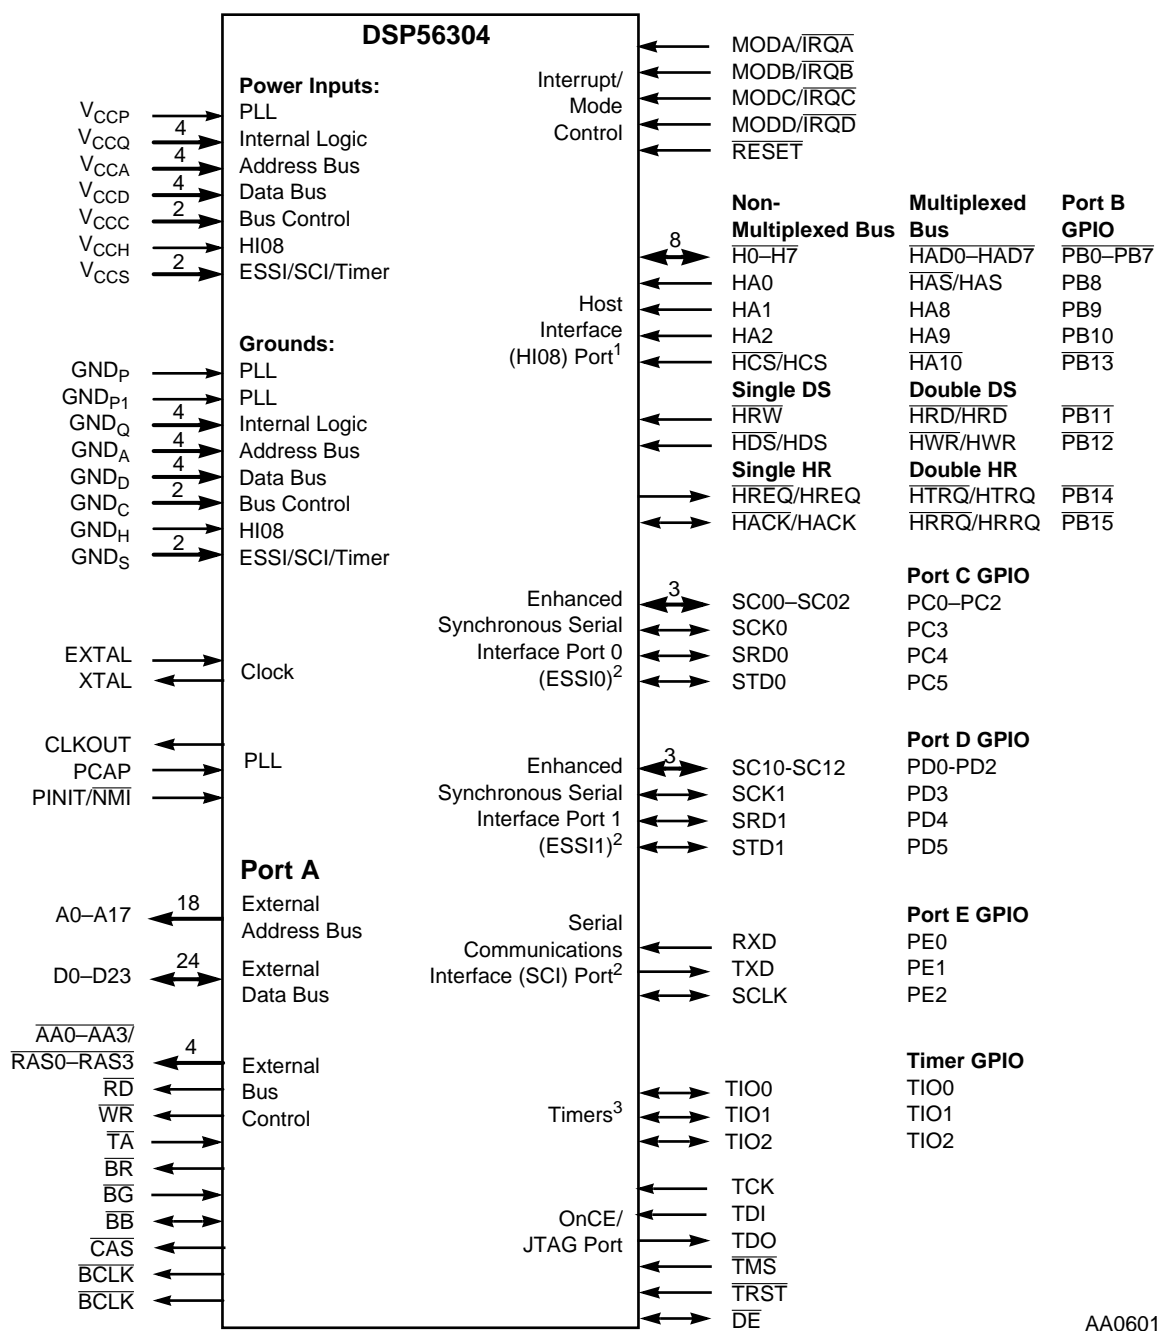 DSP56304
Power Inputs:
VCCP PLL
VCCQ 4 Internal Logic
VCCA 4 Address Bus
VCCD 4 Data Bus
VCCC 2 Bus Control
VCCH HI08
VCCS 2 ESSI/SCI/Timer
Grounds:
GNDP PLL
GNDP1 PLL
GNDQ 4 Internal Logic
GNDA 4 Address Bus
GNDD 4 Data Bus
GNDC 2 Bus Control
GNDH HI08
GNDS 2 ESSI/SCI/Timer
EXTAL
XTAL
Clock
CLKOUT
PCAP
PINIT/NMI
PLL
Port A
A0–A17 18
External
Address Bus
D0–D23 24
External
Data Bus
AA0–AA3/
RAS0–RAS3 4
RD
WR
TA
BR
BG
BB
CAS
BCLK
BCLK
External
Bus
Control
Interrupt/
Mode
Control
MODA/IRQA
MODB/IRQB
MODC/IRQC
MODD/IRQD
RESET
Host
Interface
(HI08) Port1
Non- Multiplexed Port B
Multiplexed Bus Bus GPIO
8 H0–H7 HAD0–HAD7 PB0–PB7
HA0 HAS/HAS PB8
HA1 HA8 PB9
HA2 HA9 PB10
HCS/HCS HA10 PB13
Single DS Double DS
HRW HRD/HRD PB11
HDS/HDS HWR/HWR PB12
Single HR Double HR
HREQ/HREQ HTRQ/HTRQ PB14
HACK/HACK HRRQ/HRRQ PB15
Enhanced
Synchronous Serial
Interface Port 0
(ESSI0)2
Port C GPIO
3 SC00–SC02 PC0–PC2
SCK0 PC3
SRD0 PC4
STD0 PC5
Enhanced
Synchronous Serial
Interface Port 1
(ESSI1)2
Port D GPIO
3 SC10-SC12 PD0-PD2
SCK1 PD3
SRD1 PD4
STD1 PD5
Serial
Communications
Interface (SCI) Port2
Port E GPIO
RXD PE0
TXD PE1
SCLK PE2
Timers3
Timer GPIO
TIO0 TIO0
TIO1 TIO1
TIO2 TIO2
OnCE/
JTAG Port
TCK
TDI
TDO
TMS
TRST
DE
AA0601